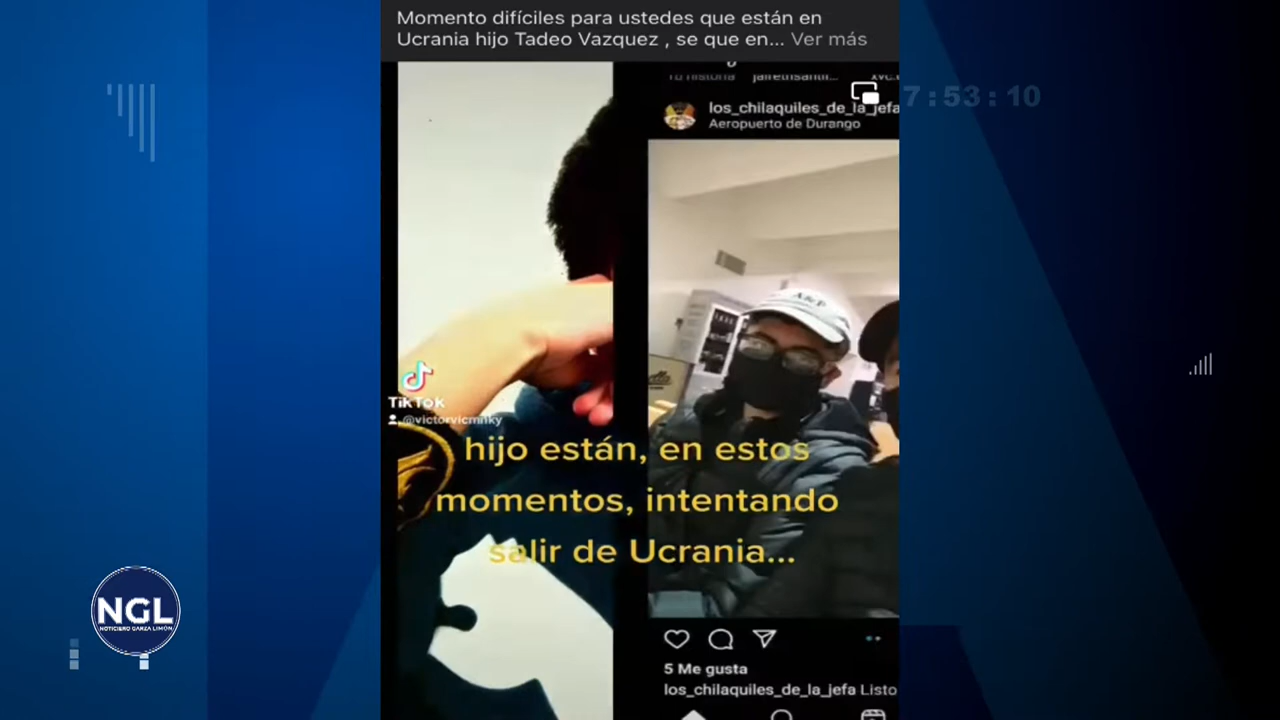 Momento difíciles para ustedes que están en
Ucrania hijo Tadeo Vazquez , se que en... Ver más
7:53:10
los_chilaquiles_de_la_jefa
Aeropuerto de Durango
TikTok
@victorvicmnky
hijo están, en estos
momentos, intentando
salir de Ucrania...
NGL
NOTICIERO GARZA LIMÓN
5 Me gusta
los_chilaquiles_de_la_jefa Listo